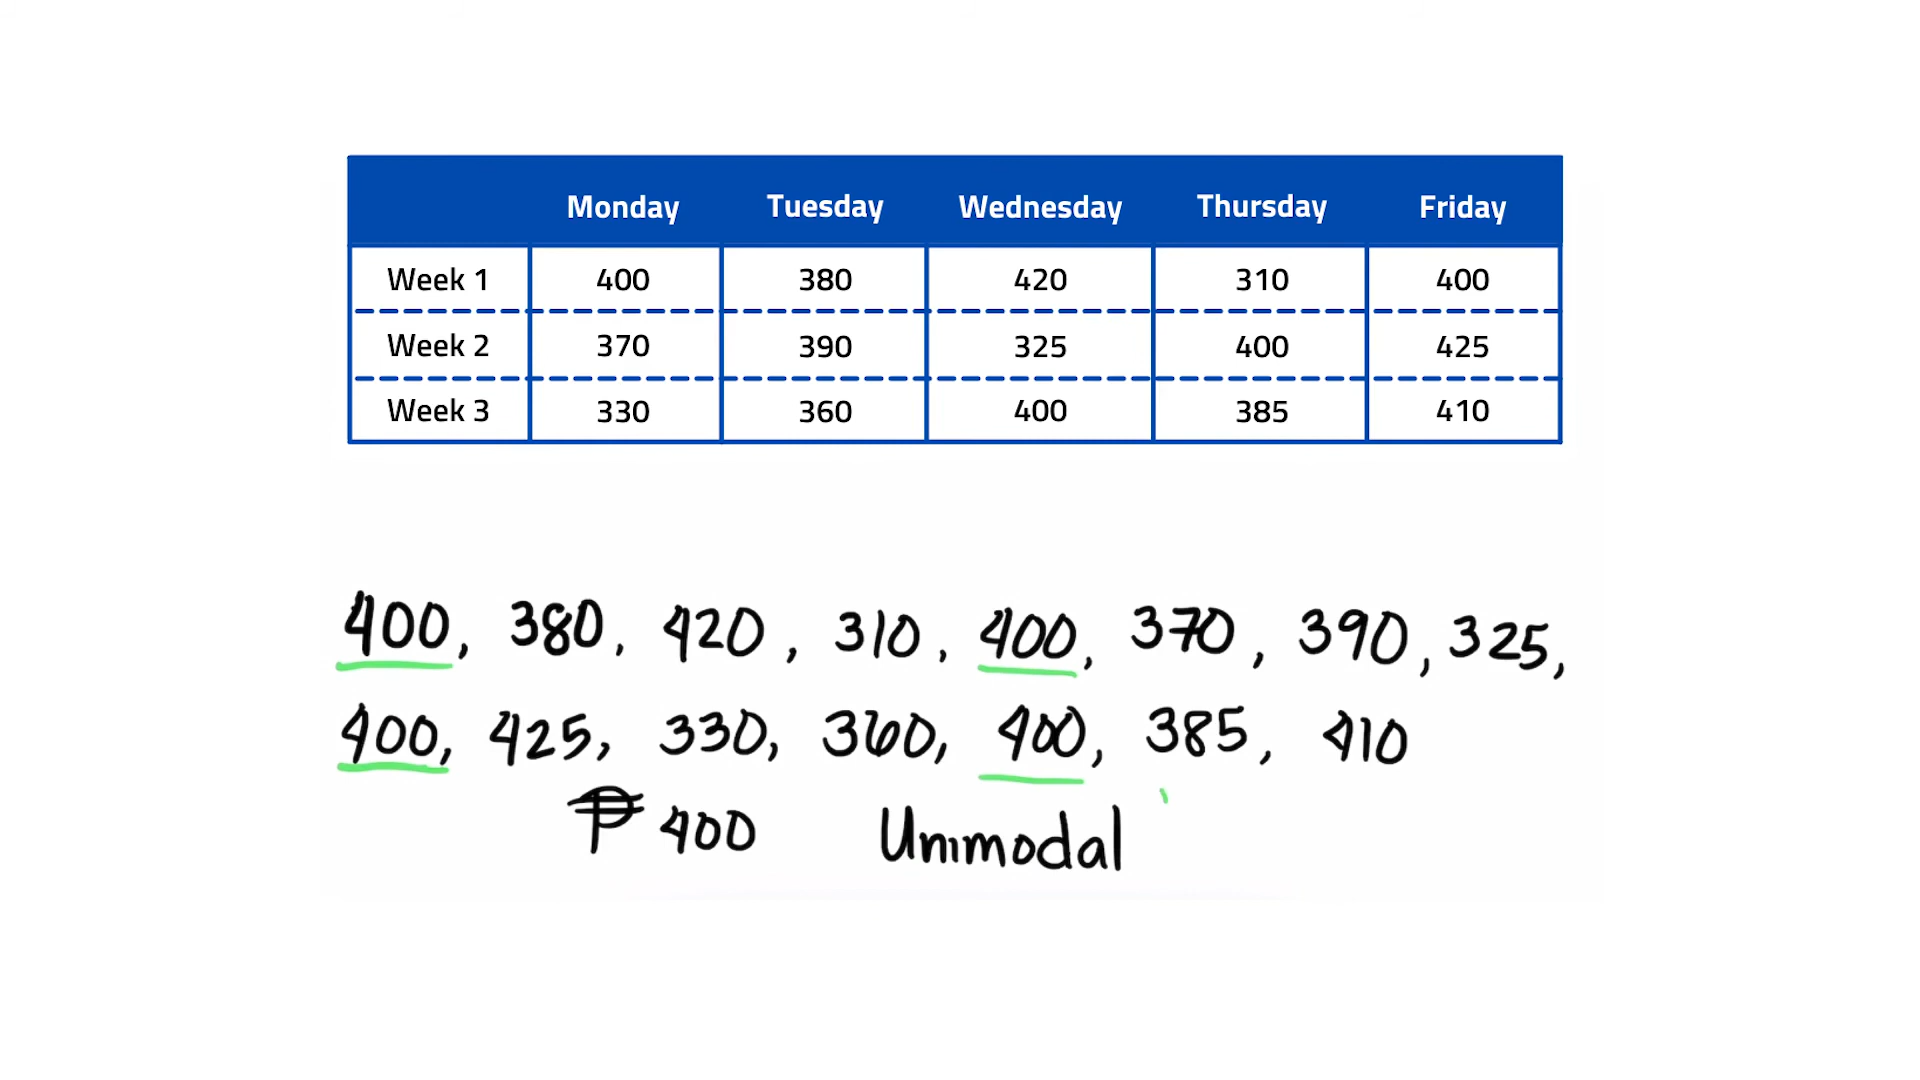 Monday Tuesday Wednesday Thursday Friday
Week 1 400 380 420 310 400
Week 2 370 390 325 400 425
Week 3 330 360 400 385 410
400, 380, 420, 310, 400, 370, 390, 325,
400, 425, 330, 360, 400, 385, 410
₱ 400 Unimodal